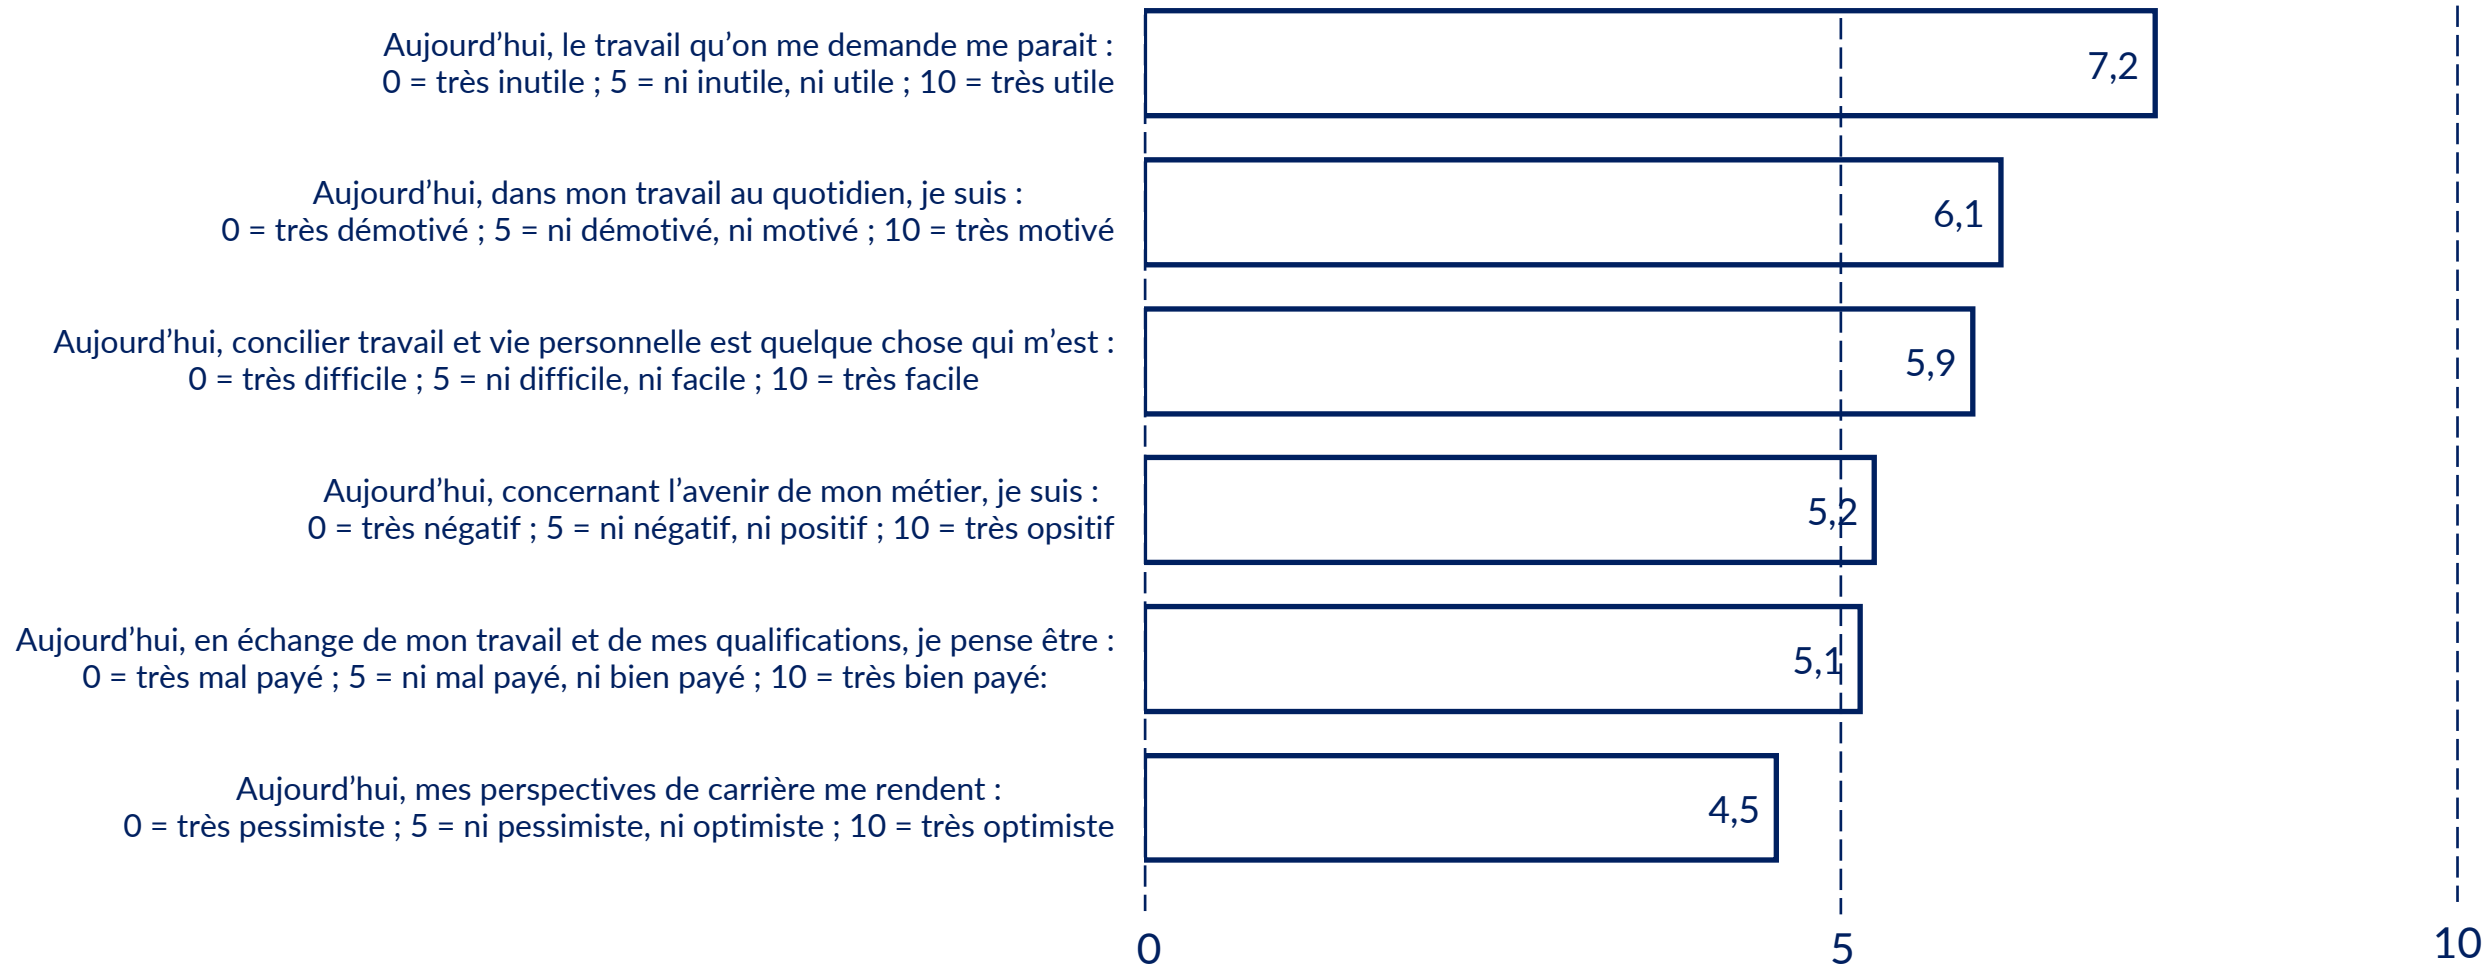 Aujourd’hui, le travail qu’on me demande me parait :
0 = très inutile ; 5 = ni inutile, ni utile ; 10 = très utile
7,2
Aujourd’hui, dans mon travail au quotidien, je suis :
0 = très démotivé ; 5 = ni démotivé, ni motivé ; 10 = très motivé
6,1
Aujourd’hui, concilier travail et vie personnelle est quelque chose qui m’est :
0 = très difficile ; 5 = ni difficile, ni facile ; 10 = très facile
5,9
Aujourd’hui, concernant l’avenir de mon métier, je suis :
0 = très négatif ; 5 = ni négatif, ni positif ; 10 = très opsitif
5,2
Aujourd’hui, en échange de mon travail et de mes qualifications, je pense être :
0 = très mal payé ; 5 = ni mal payé, ni bien payé ; 10 = très bien payé:
5,1
Aujourd’hui, mes perspectives de carrière me rendent :
0 = très pessimiste ; 5 = ni pessimiste, ni optimiste ; 10 = très optimiste
4,5
0 5 10